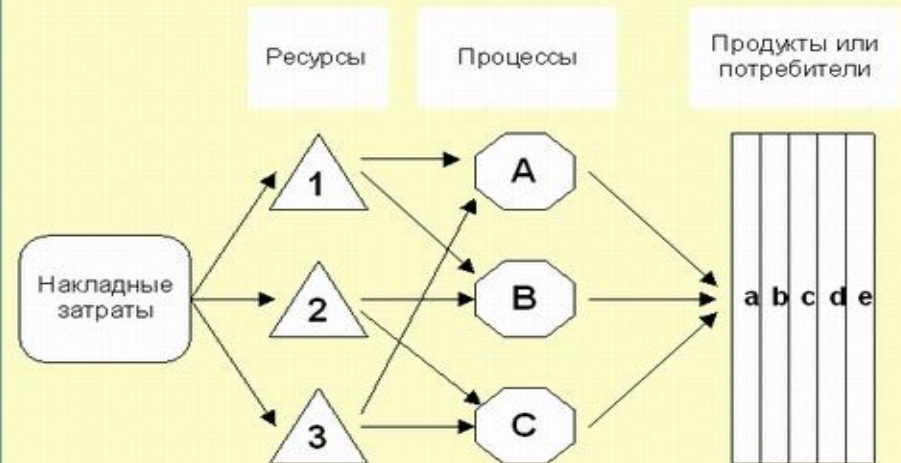 Ресурсы
Процессы
Продукты или
потребители
Накладные
затраты
1
A
2
B
a b c d e
3
C